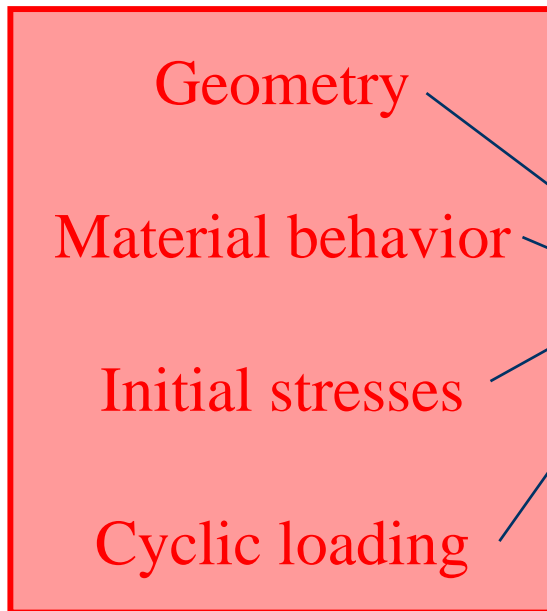 Geometry
Material behavior
Initial stresses
Cyclic loading